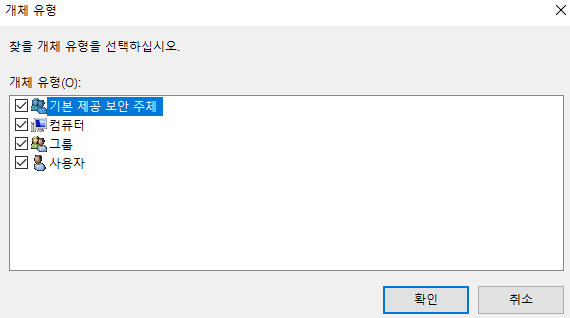 개체 유형
찾을 개체 유형을 선택하십시오.
개체 유형(O):
기본 제공 보안 주체
컴퓨터
그룹
사용자
확인
취소